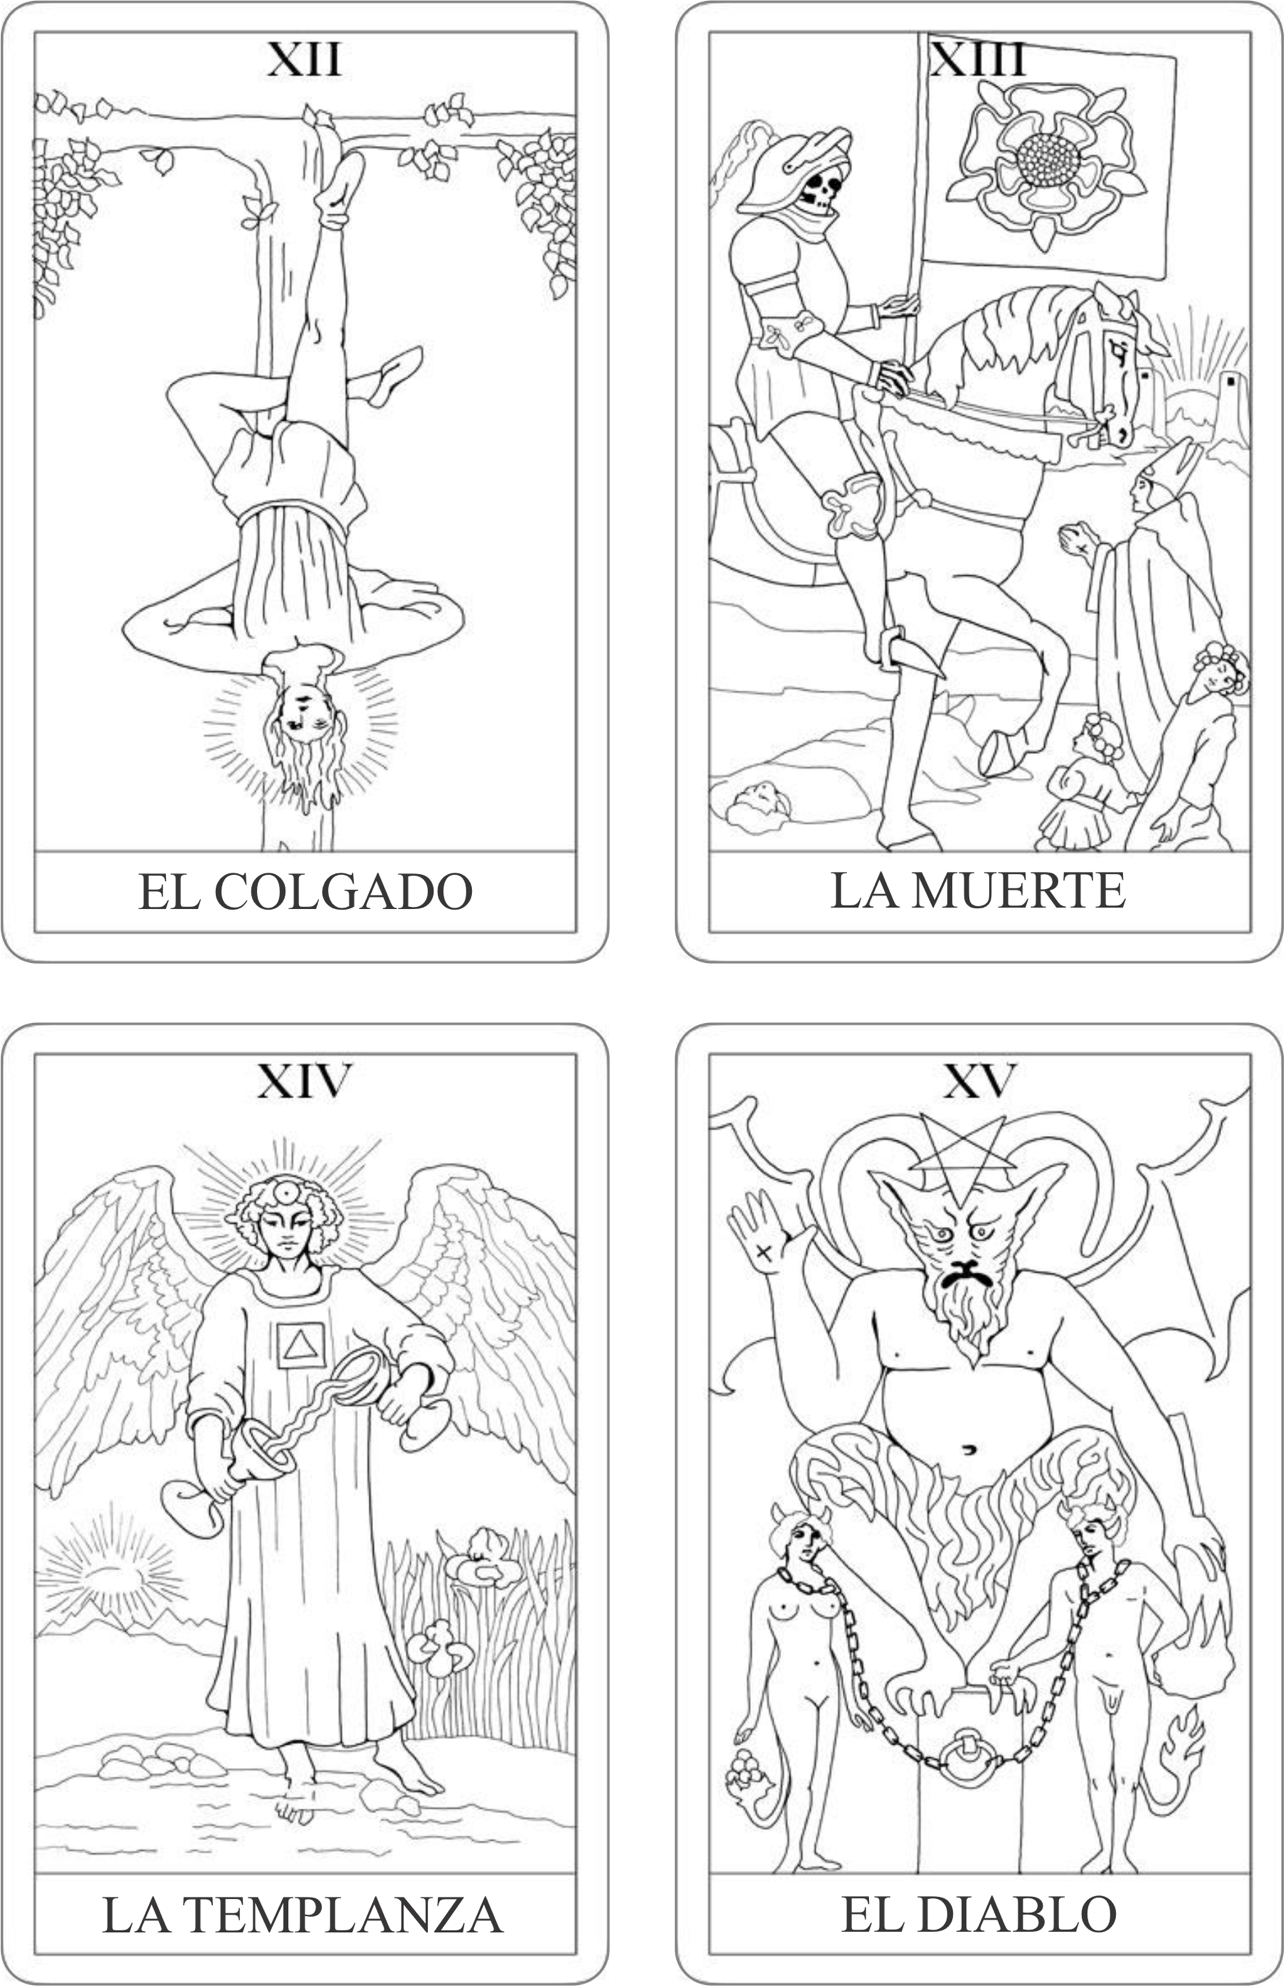 XII
EL COLGADO
XIII
LA MUERTE
XIV
LA TEMPLANZA
XV
EL DIABLO